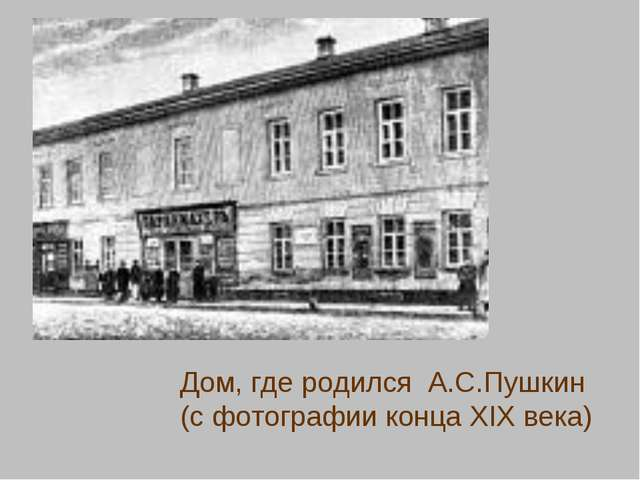 Дом, где родился А.С.Пушкин
(с фотографии конца XIX века)